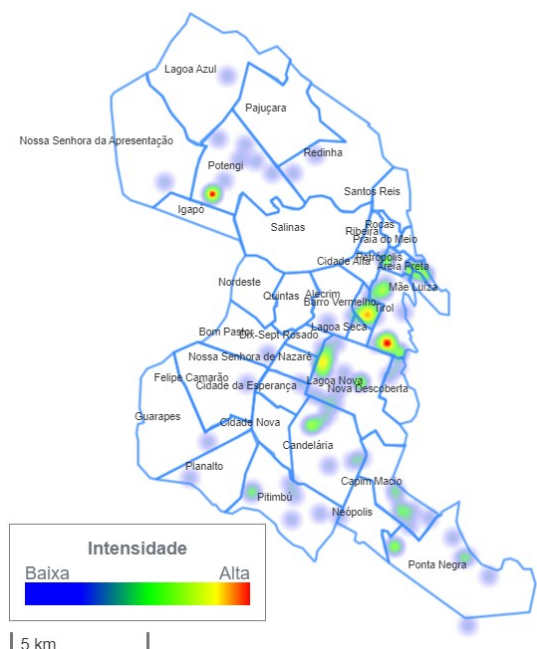 Lagoa Azul
Pajuçara
Nossa Senhora da Apresentação
Redinha
Potengi
Santos Reis
Igapó
Salinas
Rocas
Ribeira
Praia do Meio
Petrópolis
Cidade Alta
Areia Preta
Nordeste
Mãe Luíza
Quintas
Alecrim
Barro Vermelho
Tirol
Lagoa Seca
Bom Pastor
Dix-Sept Rosado
Nossa Senhora de Nazaré
Felipe Camarão
Lagoa Nova
Cidade da Esperança
Nova Descoberta
Guarapes
Cidade Nova
Candelária
Planalto
Capim Macio
Pitimbú
Neópolis
Ponta Negra
Intensidade
Baixa Alta
5 km